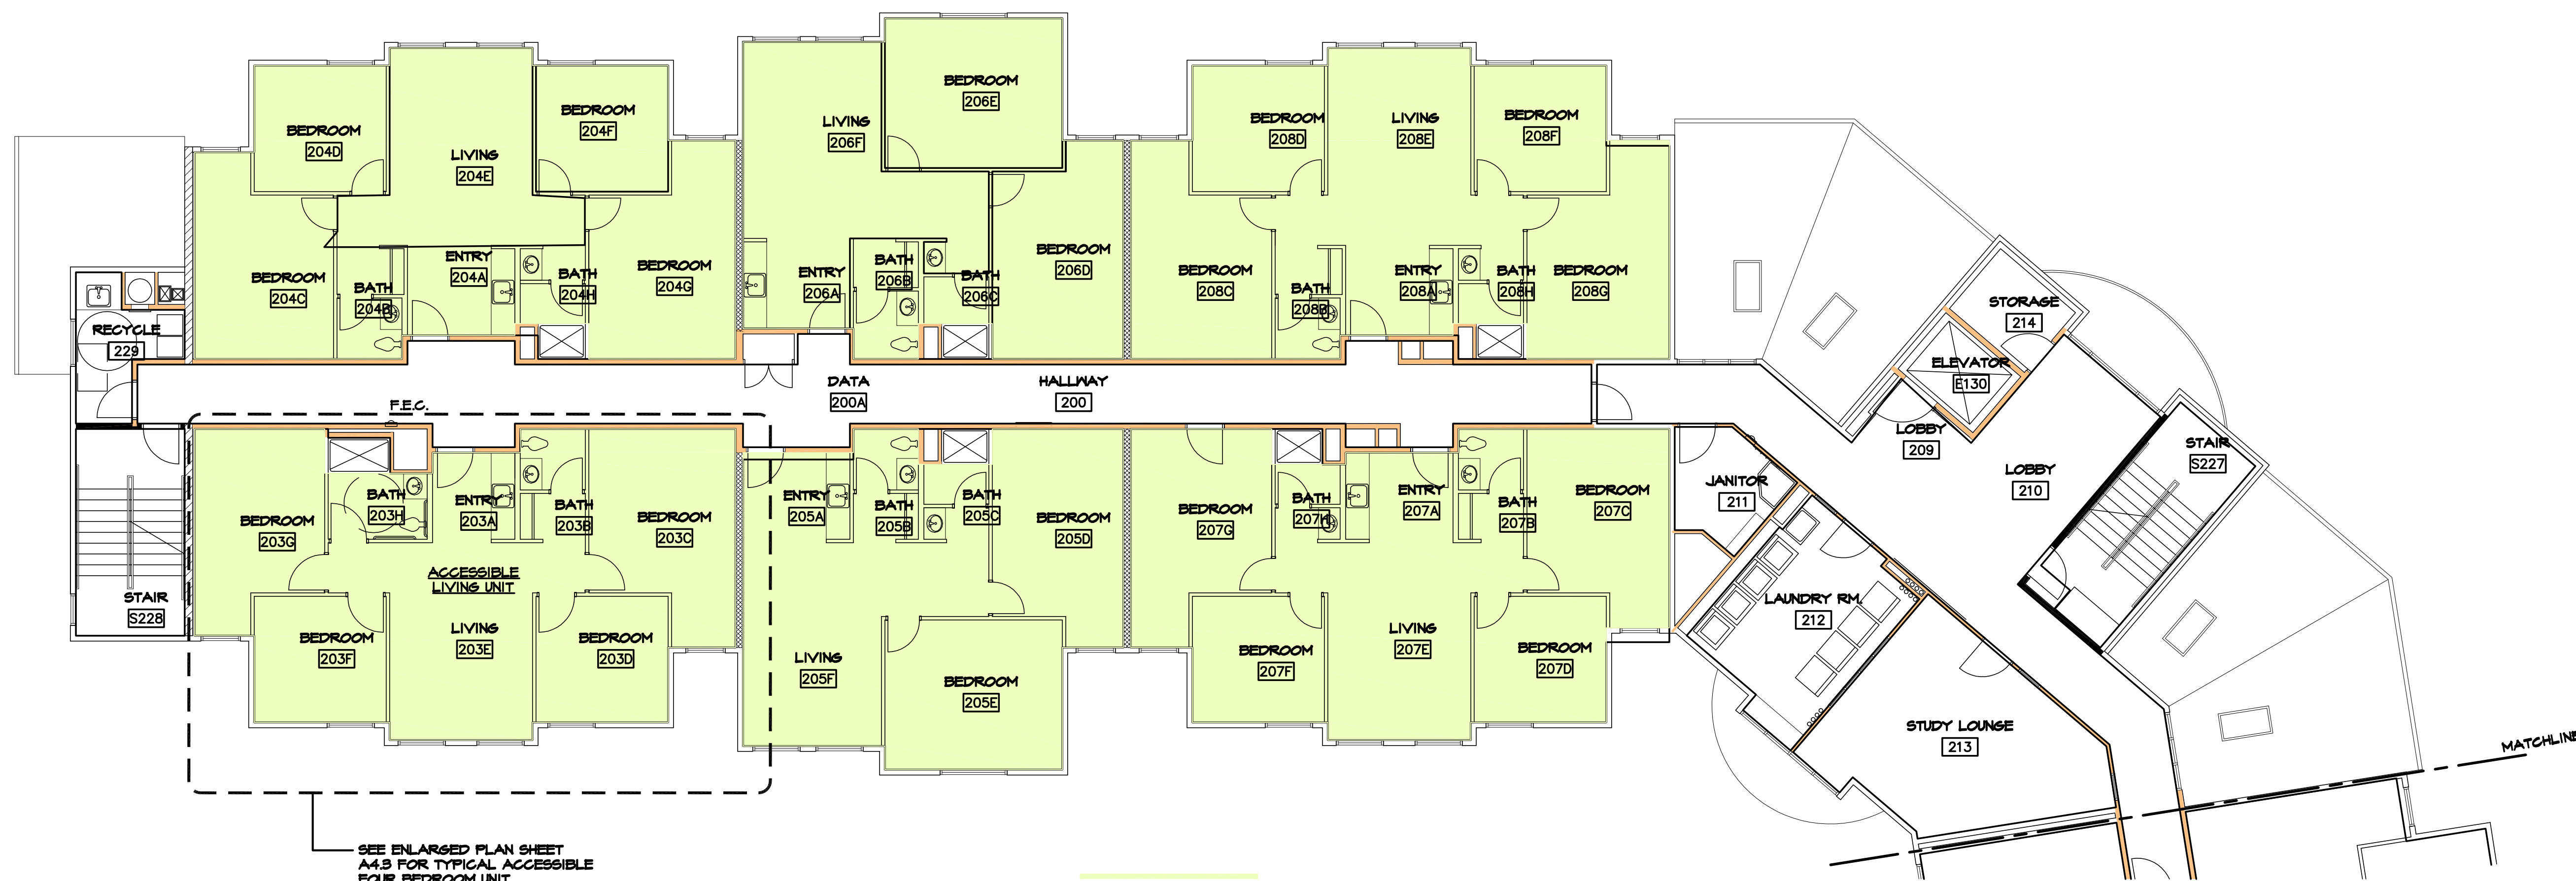 BEDROOM
206E
BEDROOM
204F
LIVING
206F
BEDROOM
208D
LIVING
208E
BEDROOM
208F
BEDROOM
204D
LIVING
204E
BEDROOM
204C
BATH
204B
ENTRY
204A
BATH
204H
BEDROOM
204G
ENTRY
206A
BATH
206B
BATH
206C
BEDROOM
206D
BEDROOM
208C
BATH
208B
ENTRY
208A
BATH
208H
BEDROOM
208G
RECYCLE
229
STORAGE
214
ELEVATOR
E130
F.E.C.
DATA
200A
HALLWAY
200
LOBBY
209
LOBBY
210
STAIR
S227
BEDROOM
203G
BATH
203H
ENTRY
203A
BATH
203B
BEDROOM
203C
ENTRY
205A
BATH
205B
BATH
205C
BEDROOM
205D
BEDROOM
207G
BATH
207H
ENTRY
207A
BATH
207B
BEDROOM
207C
JANITOR
211
ACCESSIBLE
LIVING UNIT
STAIR
S228
LAUNDRY RM.
212
BEDROOM
203F
LIVING
203E
BEDROOM
203D
LIVING
205F
BEDROOM
205E
BEDROOM
207F
LIVING
207E
BEDROOM
207D
STUDY LOUNGE
213
MATCHLINE
SEE ENLARGED PLAN SHEET
A4.3 FOR TYPICAL ACCESSIBLE
FOUR BEDROOM UNIT